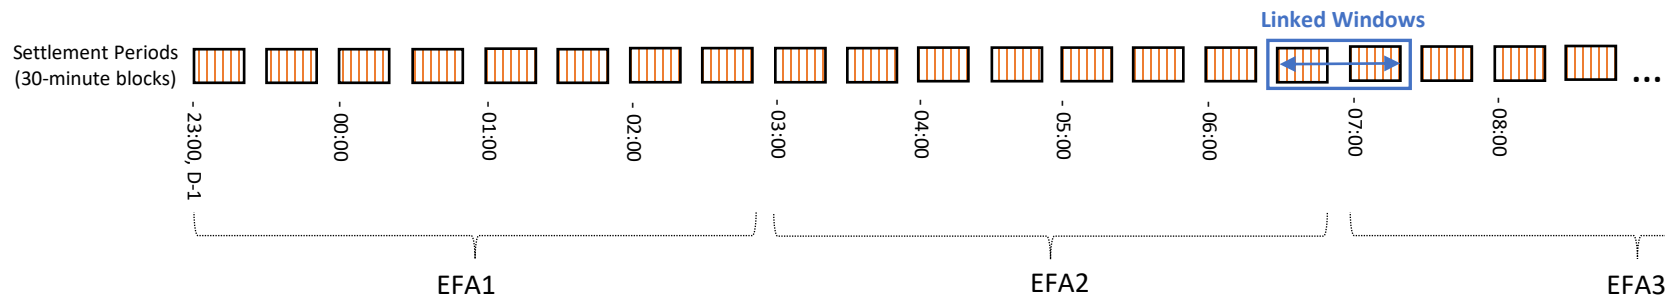 Linked Windows
Settlement Periods
(30-minute blocks)
...
- 23:00, D-1
- 00:00
- 01:00
- 02:00
- 03:00
- 04:00
- 05:00
- 06:00
- 07:00
- 08:00
EFA1
EFA2
EFA3